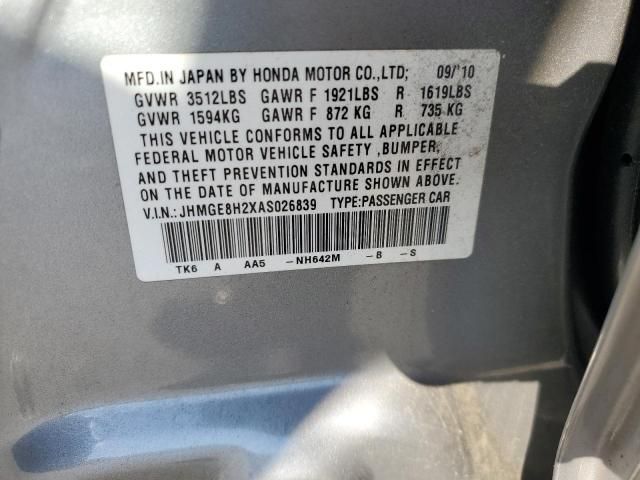 MFD.IN JAPAN BY HONDA MOTOR CO.,LTD; 09/'10
GVWR 3512LBS GAWR F 1921LBS R 1619LBS
GVWR 1594KG GAWR F 872 KG R 735 KG
THIS VEHICLE CONFORMS TO ALL APPLICABLE
FEDERAL MOTOR VEHICLE SAFETY ,BUMPER,
AND THEFT PREVENTION STANDARDS IN EFFECT
ON THE DATE OF MANUFACTURE SHOWN ABOVE.
V.I.N.:JHMGE8H2XAS026839 TYPE:PASSENGER CAR
TK6 A AA5 -NH642M -B -S